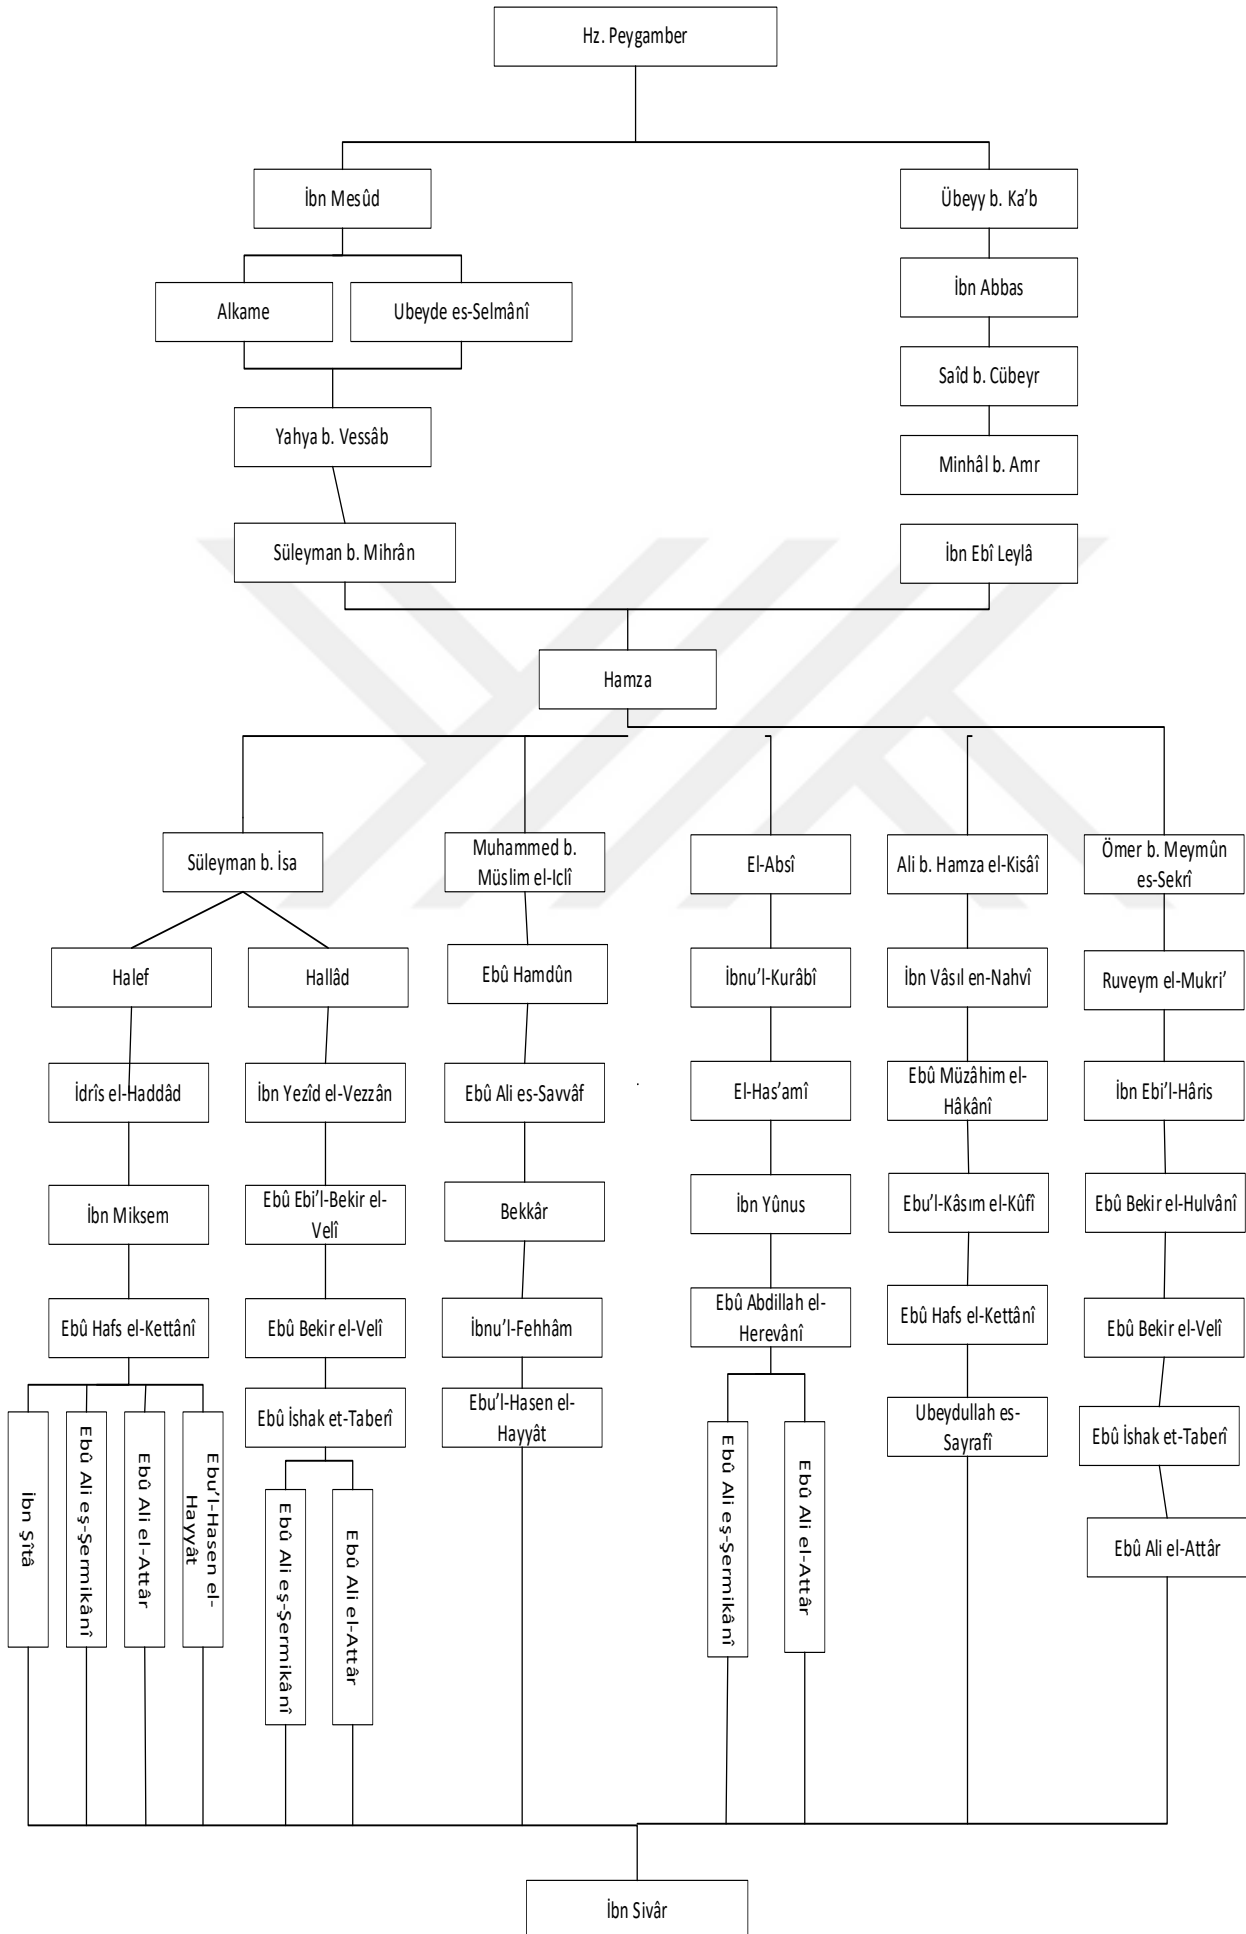 Hz. Peygamber
İbn Mesûd
Übeyy b. Ka’b
Alkame
Ubeyde es-Selmânî
İbn Abbas
Saîd b. Cübeyr
Yahya b. Vessâb
Minhâl b. Amr
Süleyman b. Mihrân
İbn Ebî Leylâ
Hamza
Süleyman b. İsa
Muhammed b.
Müslim el-Iclî
El-Absî
Ali b. Hamza el-Kisâî
Ömer b. Meymûn
es-Sekrî
Halef
Hallâd
Ebû Hamdûn
İbnu’l-Kurâbî
İbn Vâsıl en-Nahvî
Ruveym el-Mukri’
İdrîs el-Haddâd
İbn Yezîd el-Vezzân
Ebû Ali es-Savvâf
El-Has’amî
Ebû Müzâhim el-
Hâkânî
İbn Ebi’l-Hâris
İbn Miksem
Ebû Ebi’l-Bekir el-
Velî
Bekkâr
İbn Yûnus
Ebu’l-Kâsım el-Kûfî
Ebû Bekir el-Hulvânî
Ebû Hafs el-Kettânî
Ebû Bekir el-Velî
İbnu’l-Fehhâm
Ebû Abdillah el-
Herevânî
Ebû Hafs el-Kettânî
Ebû Bekir el-Velî
Ebû İshak et-Taberî
Ebu’l-Hasen el-
Hayyât
Ubeydullah es-
Sayrafî
Ebû İshak et-Taberî
İbn Şîtâ
Ebû Ali eş-Şermikânî
Ebû Ali el-Attâr
Ebu’l-Hasen el-
Hayyât
Ebû Ali eş-Şermikânî
Ebû Ali el-Attâr
Ebû Ali eş-Şermikânî
Ebû Ali el-Attâr
Ebû Ali el-Attâr
İbn Sivâr